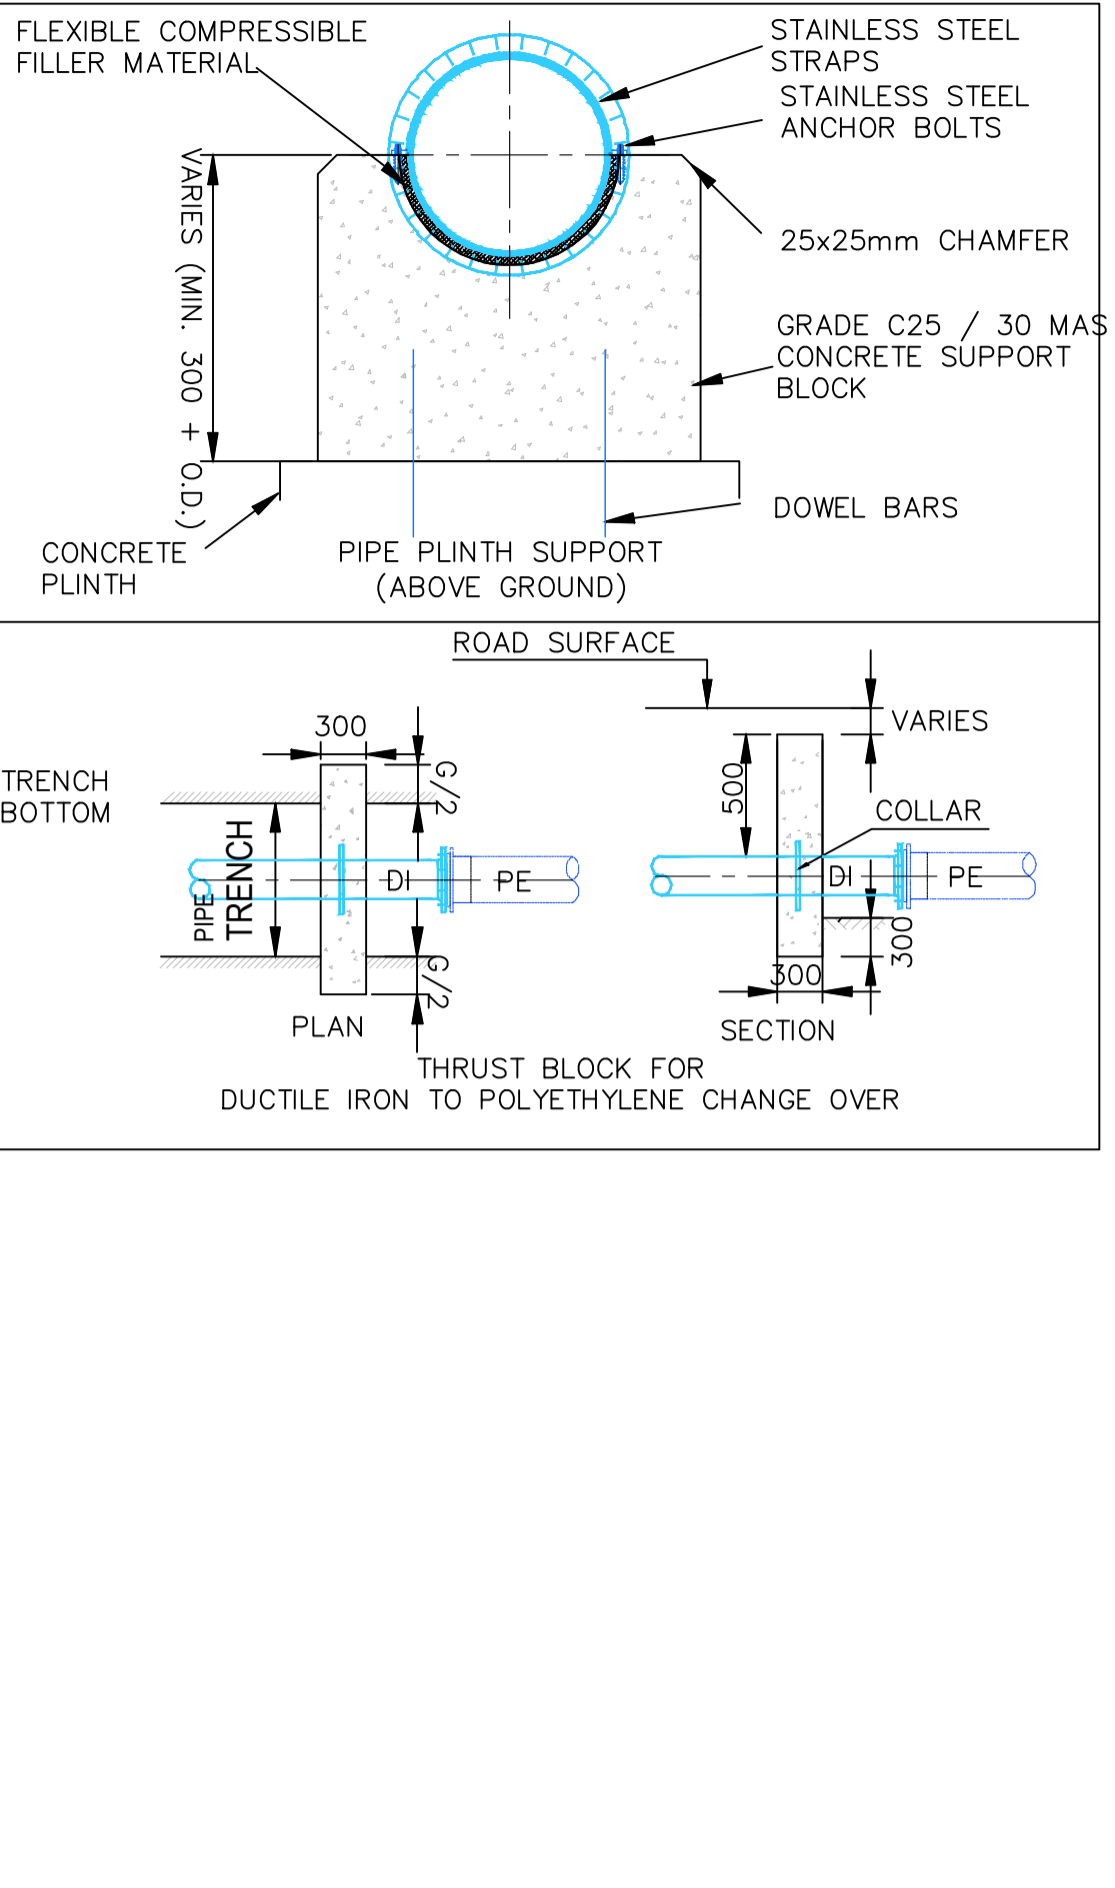 FLEXIBLE COMPRESSIBLE
FILLER MATERIAL
STAINLESS STEEL
STRAPS
STAINLESS STEEL
ANCHOR BOLTS
VARIES (MIN. 300 + O.D.)
25x25mm CHAMFER
GRADE C25 / 30 MAS
CONCRETE SUPPORT
BLOCK
DOWEL BARS
CONCRETE
PLINTH
PIPE PLINTH SUPPORT
(ABOVE GROUND)
ROAD SURFACE
300
G/2
TRENCH
BOTTOM
PIPE
TRENCH
DI
PE
G/2
PLAN
VARIES
500
COLLAR
DI
PE
300
300
SECTION
THRUST BLOCK FOR
DUCTILE IRON TO POLYETHYLENE CHANGE OVER